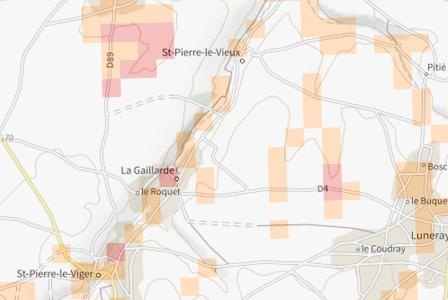 St-Pierre-le-Vieux
D89
Pitié
70
La Gaillarde
le Roquet
D4
Bosc
le Buque
Luneray
le Coudray
St-Pierre-le-Viger